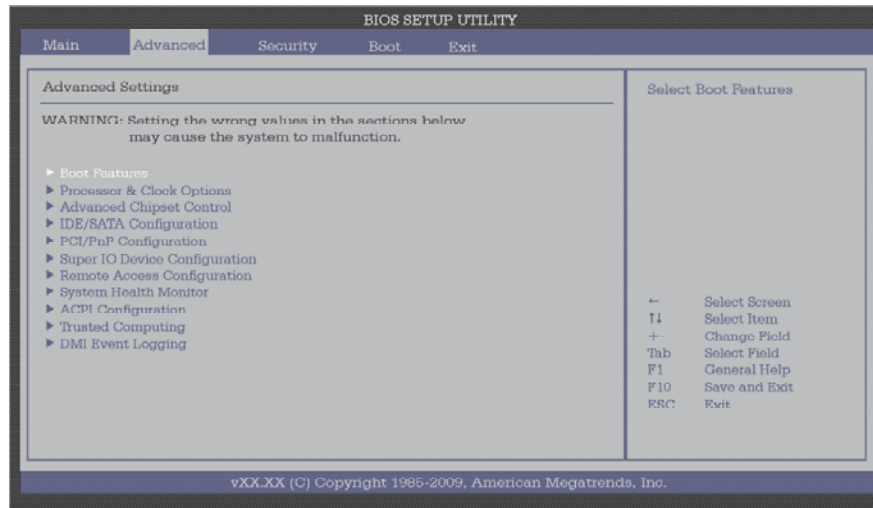 BIOS SETUP UTILITY
Main Advanced Security Boot Exit
Advanced Settings
WARNING: Setting the wrong values in the sections below
may cause the system to malfunction.
► Boot Features
► Processor & Clock Options
► Advanced Chipset Control
► IDE/SATA Configuration
► PCI/PnP Configuration
► Super IO Device Configuration
► Remote Access Configuration
► System Health Monitor
► ACPI Configuration
► Trusted Computing
► DMI Event Logging
Select Boot Features
← Select Screen
↑↓ Select Item
+- Change Field
Tab Select Field
F1 General Help
F10 Save and Exit
ESC Exit
vXX.XX (C) Copyright 1985-2009, American Megatrends, Inc.